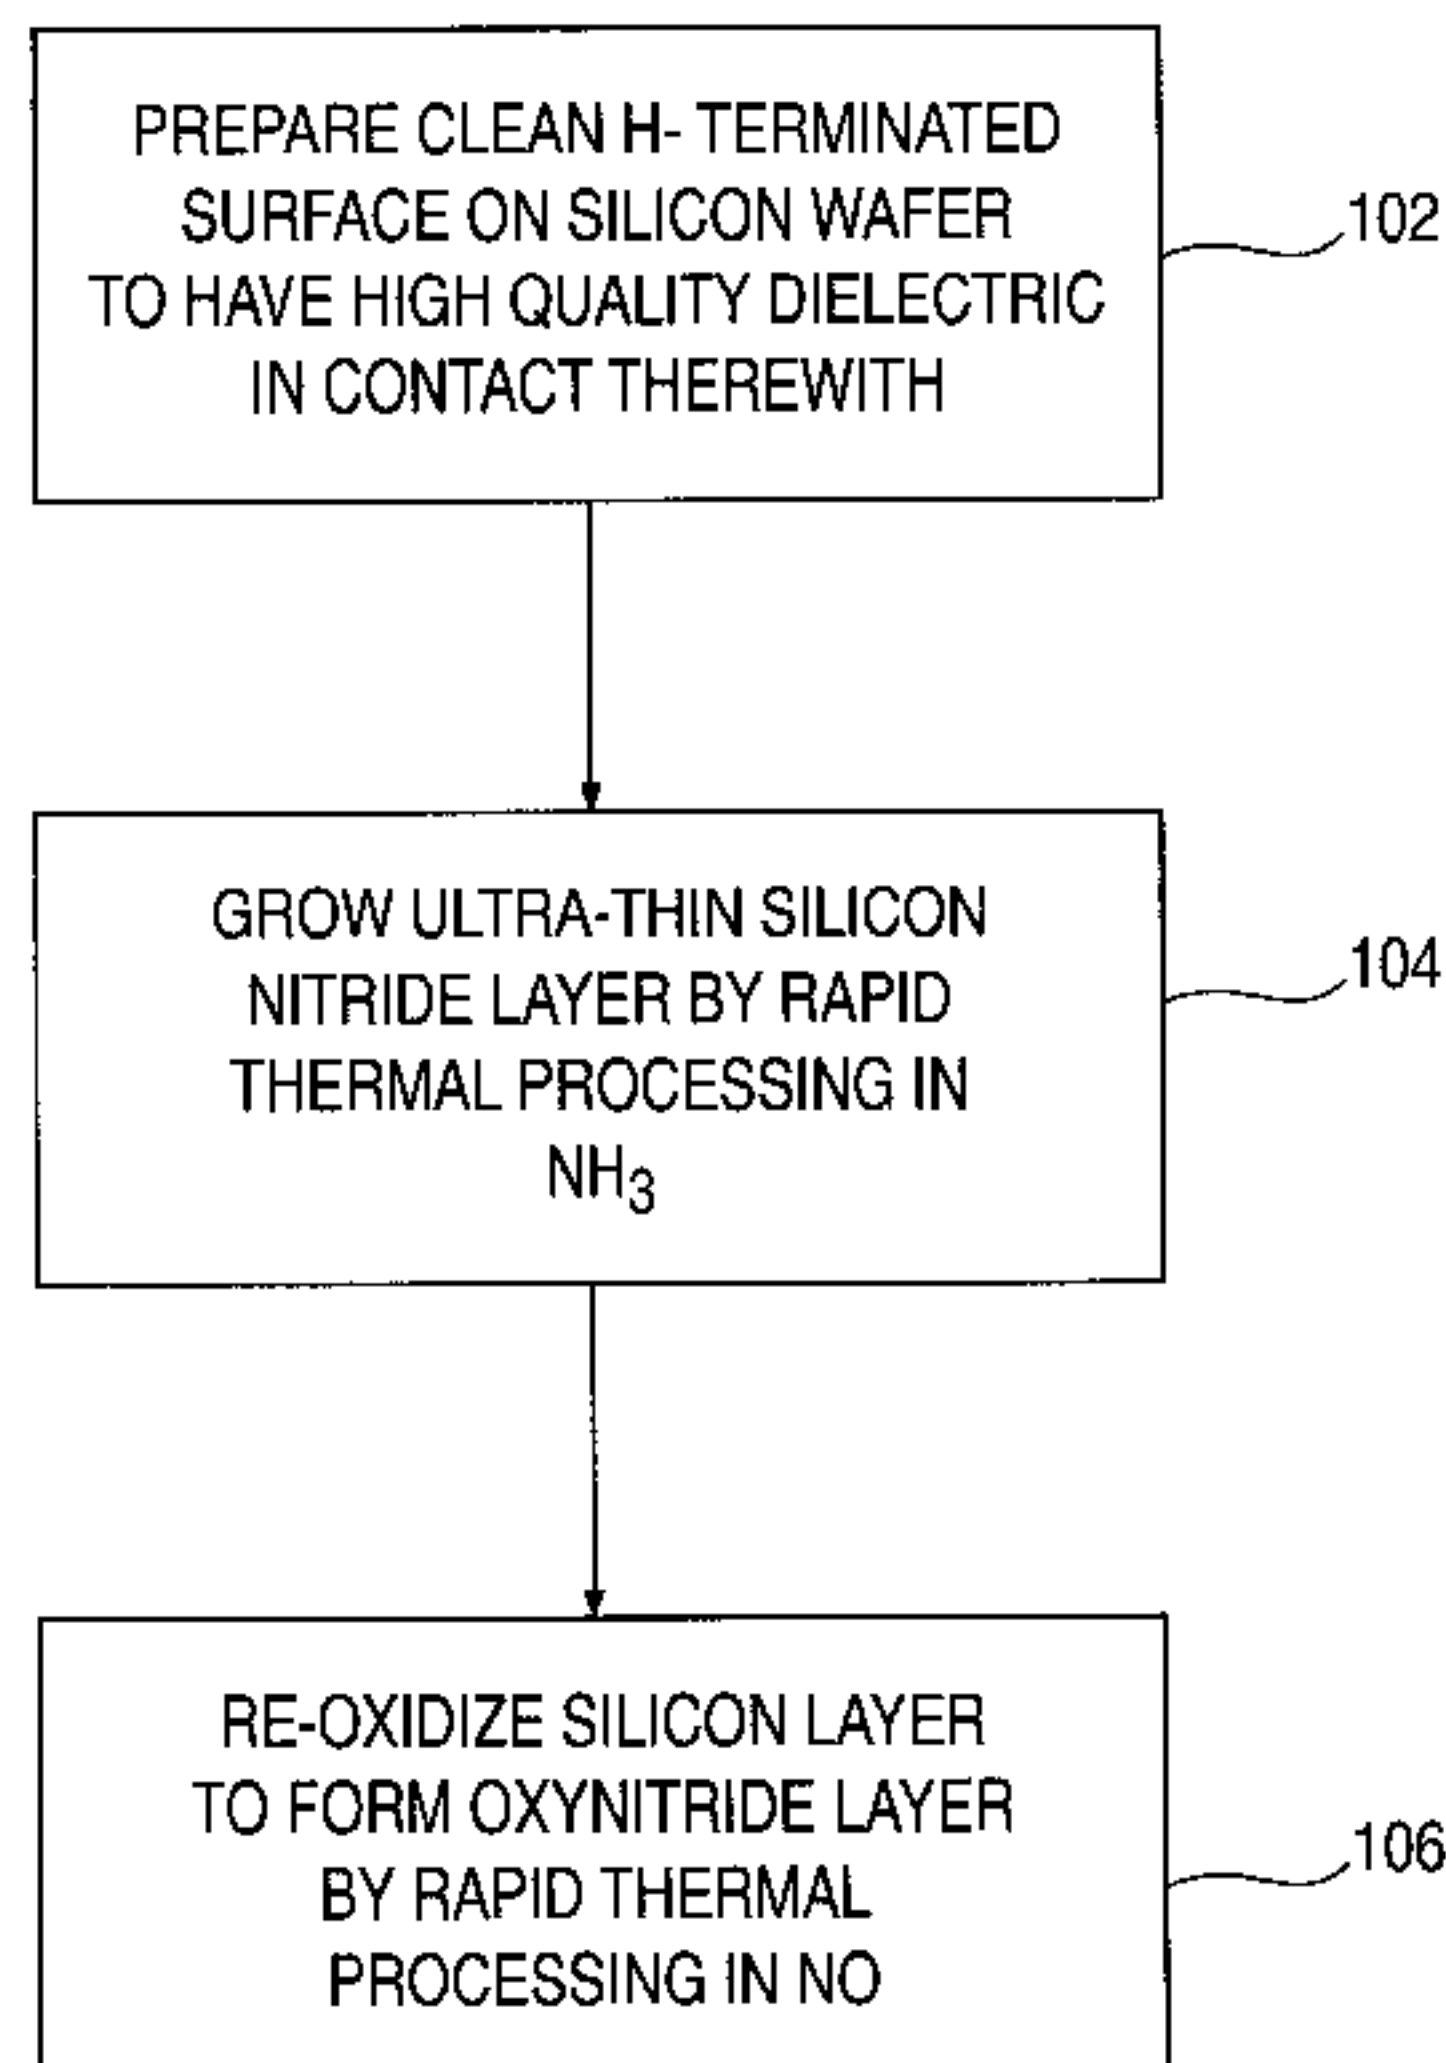 PREPARE CLEAN H- TERMINATED
SURFACE ON SILICON WAFER
TO HAVE HIGH QUALITY DIELECTRIC
IN CONTACT THEREWITH
102
GROW ULTRA-THIN SILICON
NITRIDE LAYER BY RAPID
THERMAL PROCESSING IN
NH₃
104
RE-OXIDIZE SILICON LAYER
TO FORM OXYNITRIDE LAYER
BY RAPID THERMAL
PROCESSING IN NO
106